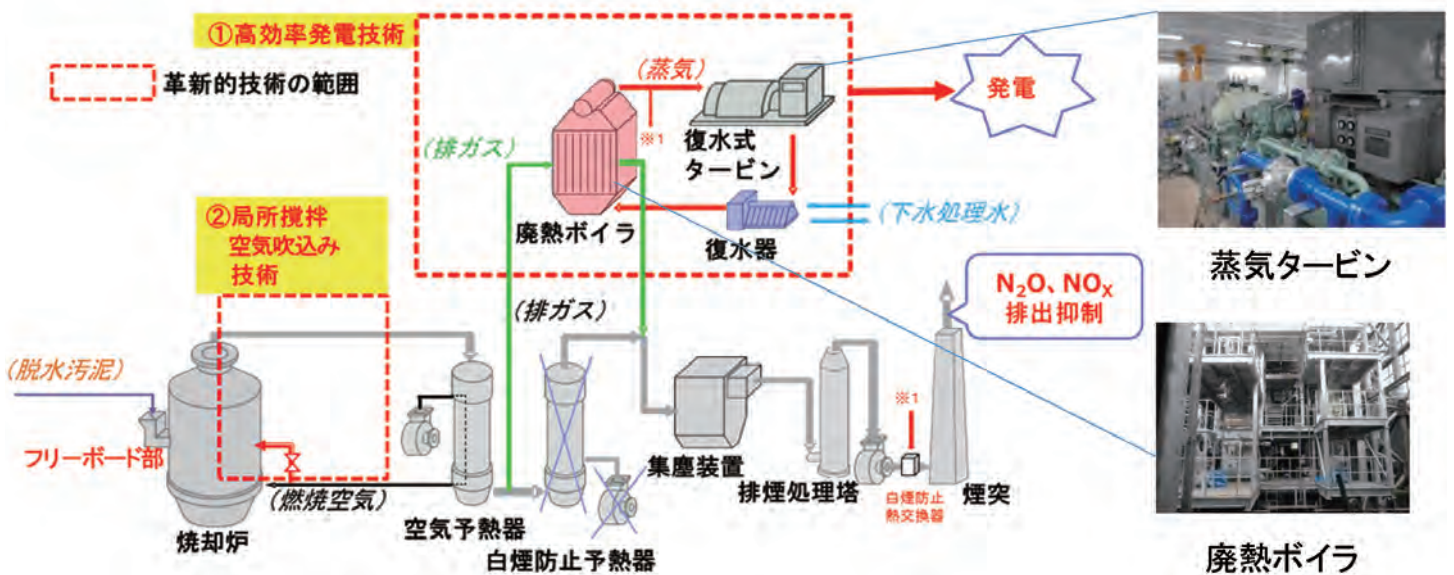 ①高効率発電技術
革新的技術の範囲
(蒸気)
※1
復水式
タービン
発電
(排ガス)
廃熱ボイラ
復水器
(下水処理水)
蒸気タービン
②局所撹拌
空気吹込み
技術
(排ガス)
N₂O、NOx
排出抑制
(脱水汚泥)
フリーボード部
(燃焼空気)
焼却炉
空気予熱器
白煙防止予熱器
集塵装置
排煙処理塔
※1
白煙防止
熱交換器
煙突
廃熱ボイラ